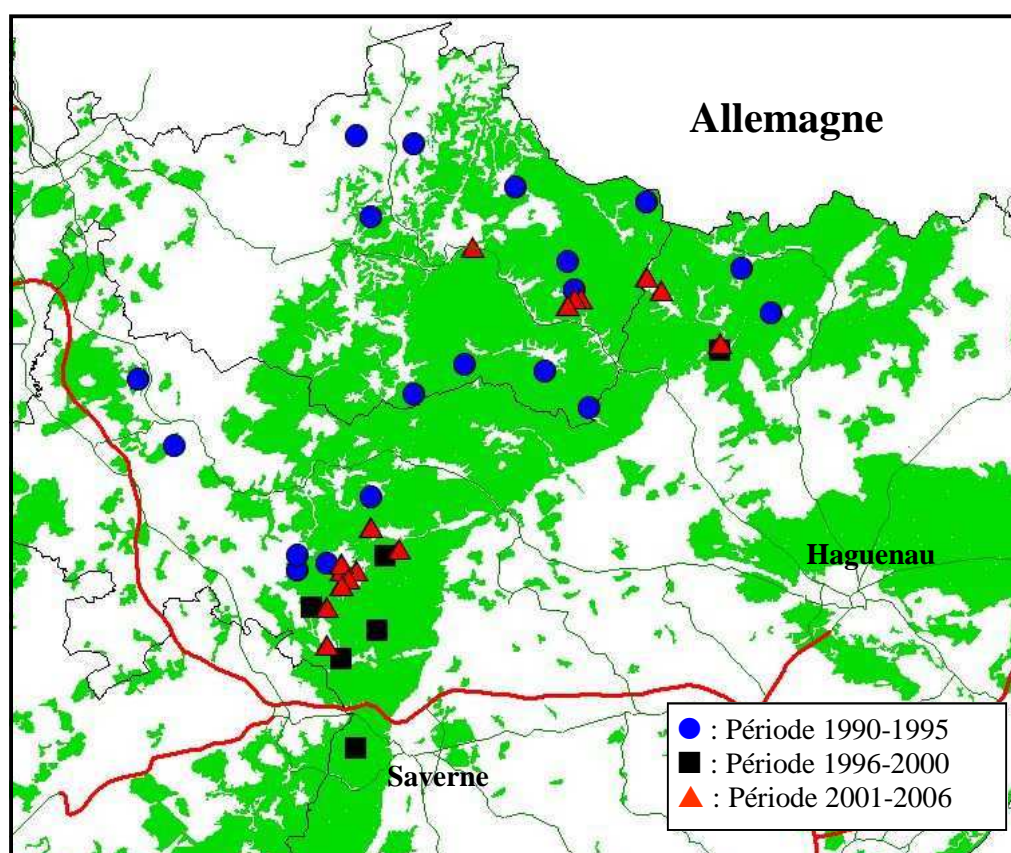 Allemagne
Haguenau
Saverne
: Période 1990-1995
: Période 1996-2000
: Période 2001-2006